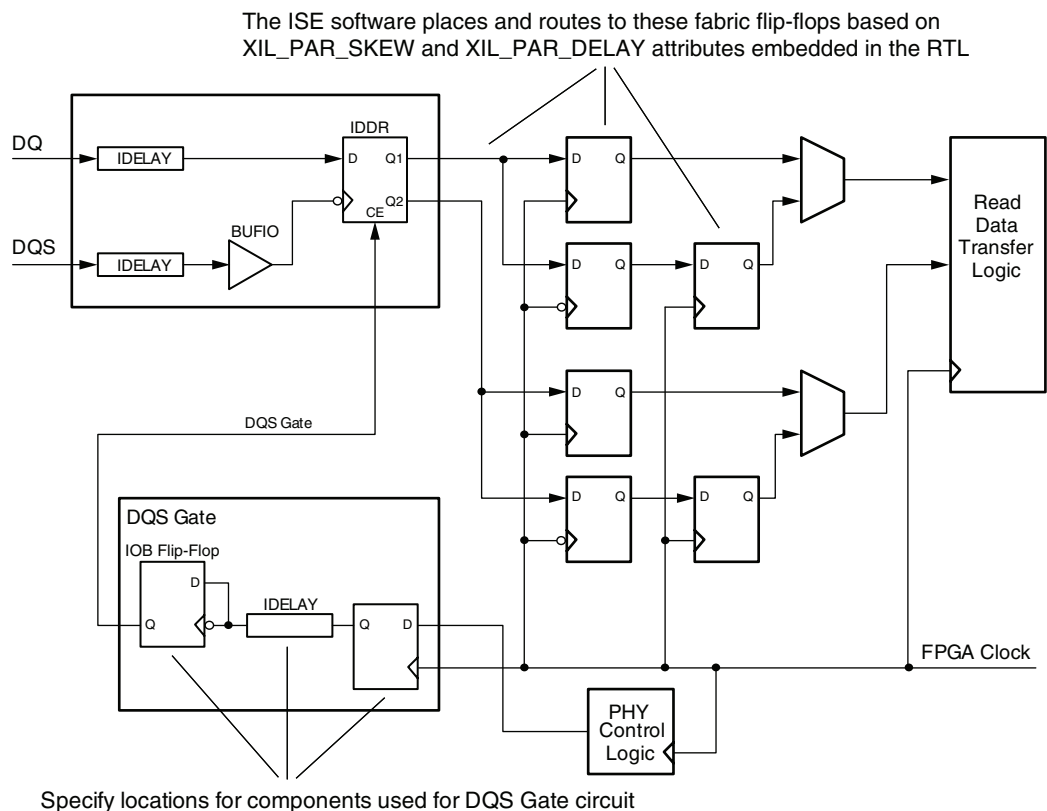 The ISE software places and routes to these fabric flip-flops based on
XIL_PAR_SKEW and XIL_PAR_DELAY attributes embedded in the RTL
DQ
IDELAY
IDDR
D
Q1
Q2
CE
DQS
IDELAY
BUFIO
D
Q
D
Q
D
Q
D
Q
D
Q
D
Q
Read
Data
Transfer
Logic
DQS Gate
DQS Gate
IOB Flip-Flop
D
Q
IDELAY
Q
D
FPGA Clock
PHY
Control
Logic
Specify locations for components used for DQS Gate circuit